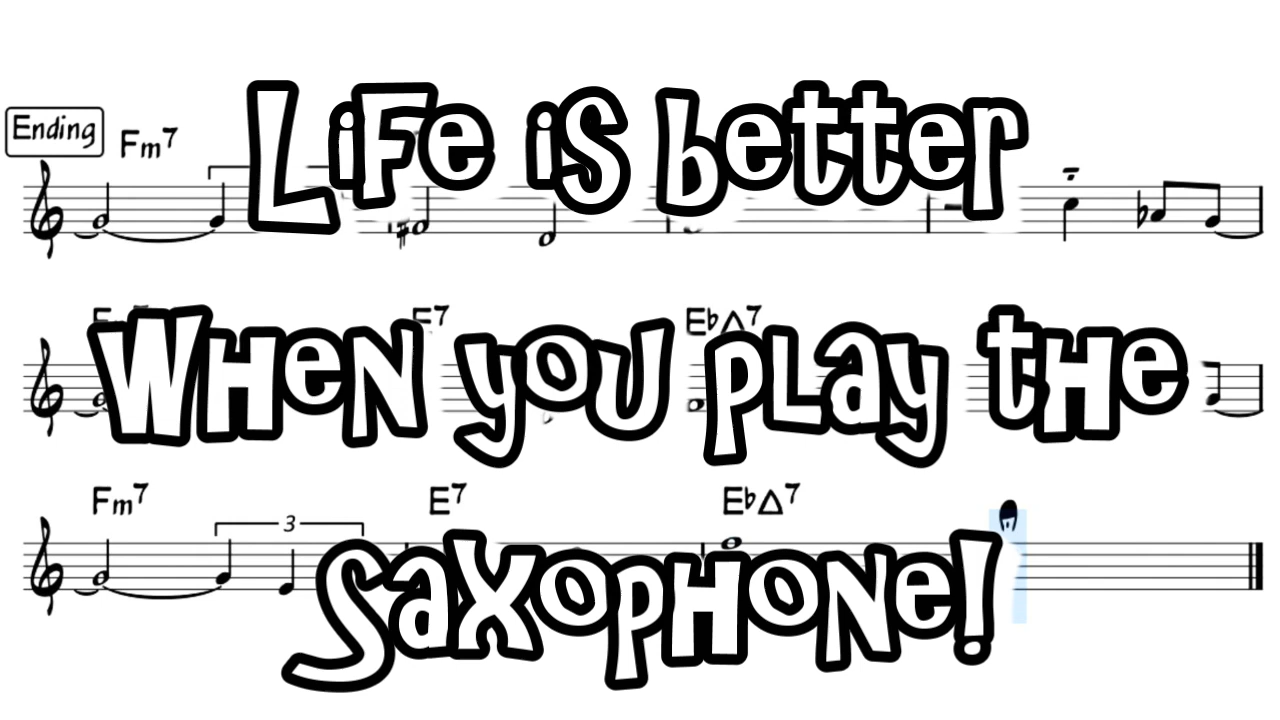 Life is better
Ending Fm7
When you play the
E7 Eb△7
Fm7 E7 Eb△7
3
Saxophone!